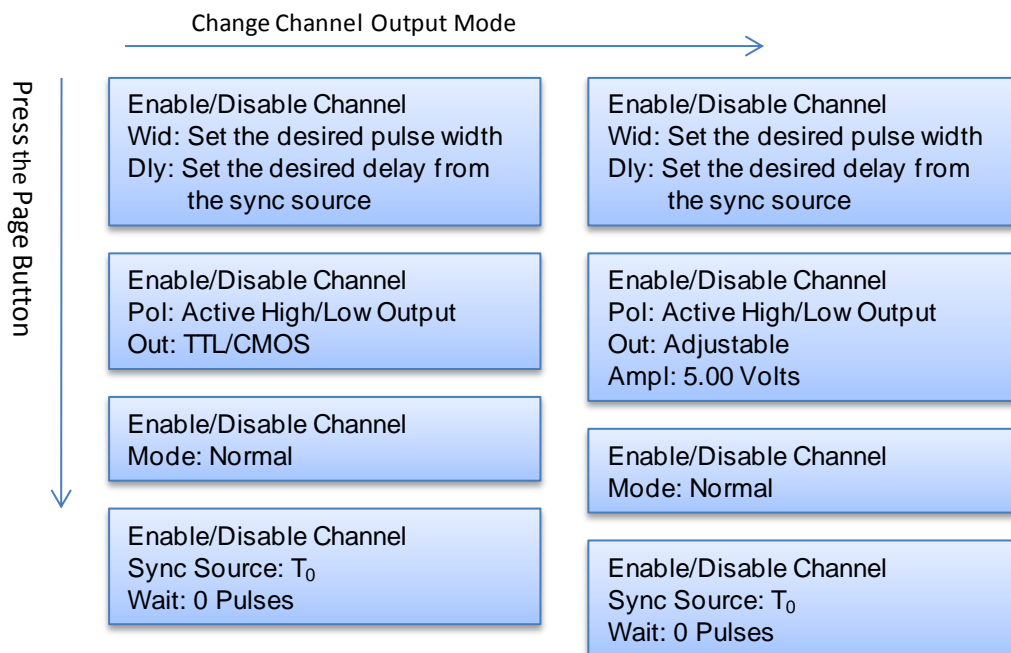 Change Channel Output Mode
Press the Page Button
Enable/Disable Channel
Wid: Set the desired pulse width
Dly: Set the desired delay from
the sync source
Enable/Disable Channel
Pol: Active High/Low Output
Out: TTL/CMOS
Enable/Disable Channel
Mode: Normal
Enable/Disable Channel
Sync Source: T₀
Wait: 0 Pulses
Enable/Disable Channel
Wid: Set the desired pulse width
Dly: Set the desired delay from
the sync source
Enable/Disable Channel
Pol: Active High/Low Output
Out: Adjustable
Ampl: 5.00 Volts
Enable/Disable Channel
Mode: Normal
Enable/Disable Channel
Sync Source: T₀
Wait: 0 Pulses